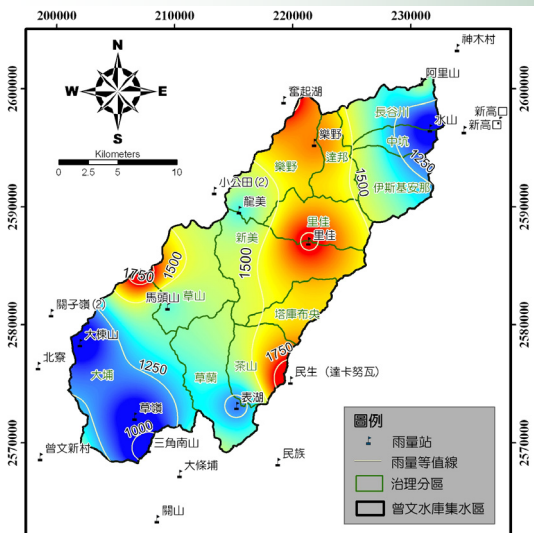 200000 210000 220000 230000
2600000
2590000
2580000
2570000
2600000
2590000
2580000
2570000
N
W E
S
Kilometers
0 2.5 5 10
神木村
阿里山
奮起湖
長谷川
水山
新高口
新高口
中坑
樂野
達邦
1250
樂野
1500
伊斯基安那
小公田(2)
龍美
里佳
里佳
新美
1500
1500
1750
馬頭山
草山
關子嶺(2)
塔庫布央
大棟山
1250
1750
北寮
大埔
草蘭
茶山
民生(達卡努瓦)
表湖
草嶺
1000
三角南山
曾文新村
大條埔
民族
關山
圖例
雨量站
雨量等值線
治理分區
曾文水庫集水區